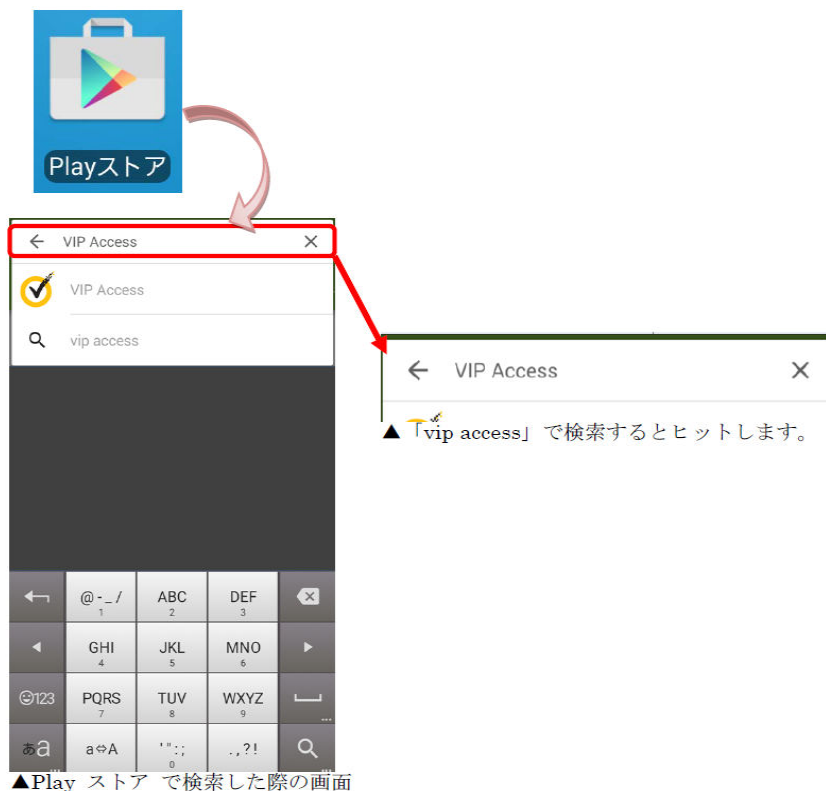 Playストア
VIP Access
VIP Access
vip access
VIP Access
▲「vip access」で検索するとヒットします。
@-_/
1
ABC
2
DEF
3
GHI
4
JKL
5
MNO
6
123
PQRS
7
TUV
8
WXYZ
9
あa
a⇔A
'":;
0
.,?!
▲Play ストア で検索した際の画面